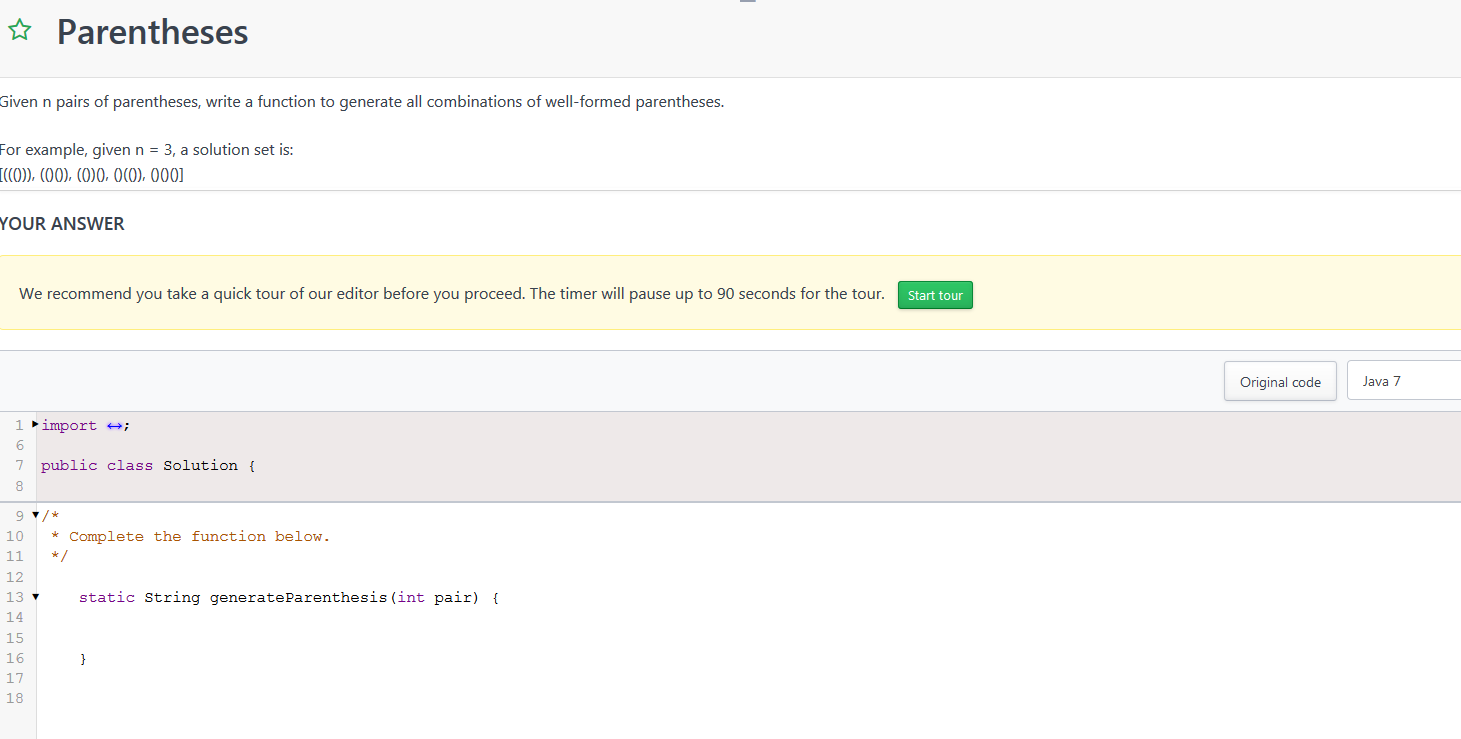 Parentheses
Given n pairs of parentheses, write a function to generate all combinations of well-formed parentheses.
For example, given n = 3, a solution set is:
[((())), (()()), (())(), ()(()), ()()()]
YOUR ANSWER
We recommend you take a quick tour of our editor before you proceed. The timer will pause up to 90 seconds for the tour. Start tour
Original code Java 7
1 import ↔;
6
7 public class Solution {
8
9 /*
10 * Complete the function below.
11 */
12
13 static String generateParenthesis(int pair) {
14
15
16 }
17
18